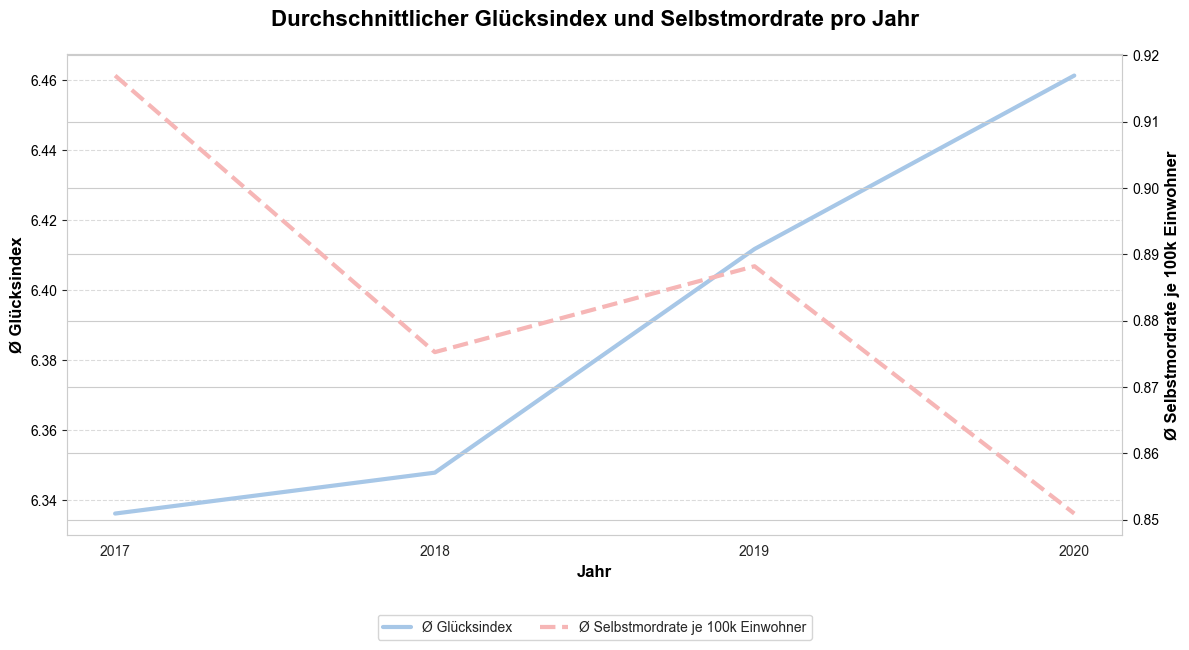 Durchschnittlicher Glücksindex und Selbstmordrate pro Jahr
Ø Glücksindex
6.46
6.44
6.42
6.40
6.38
6.36
6.34
0.92
0.91
0.90
0.89
0.88
0.87
0.86
0.85
Ø Selbstmordrate je 100k Einwohner
2017 2018 2019 2020
Jahr
Ø Glücksindex Ø Selbstmordrate je 100k Einwohner